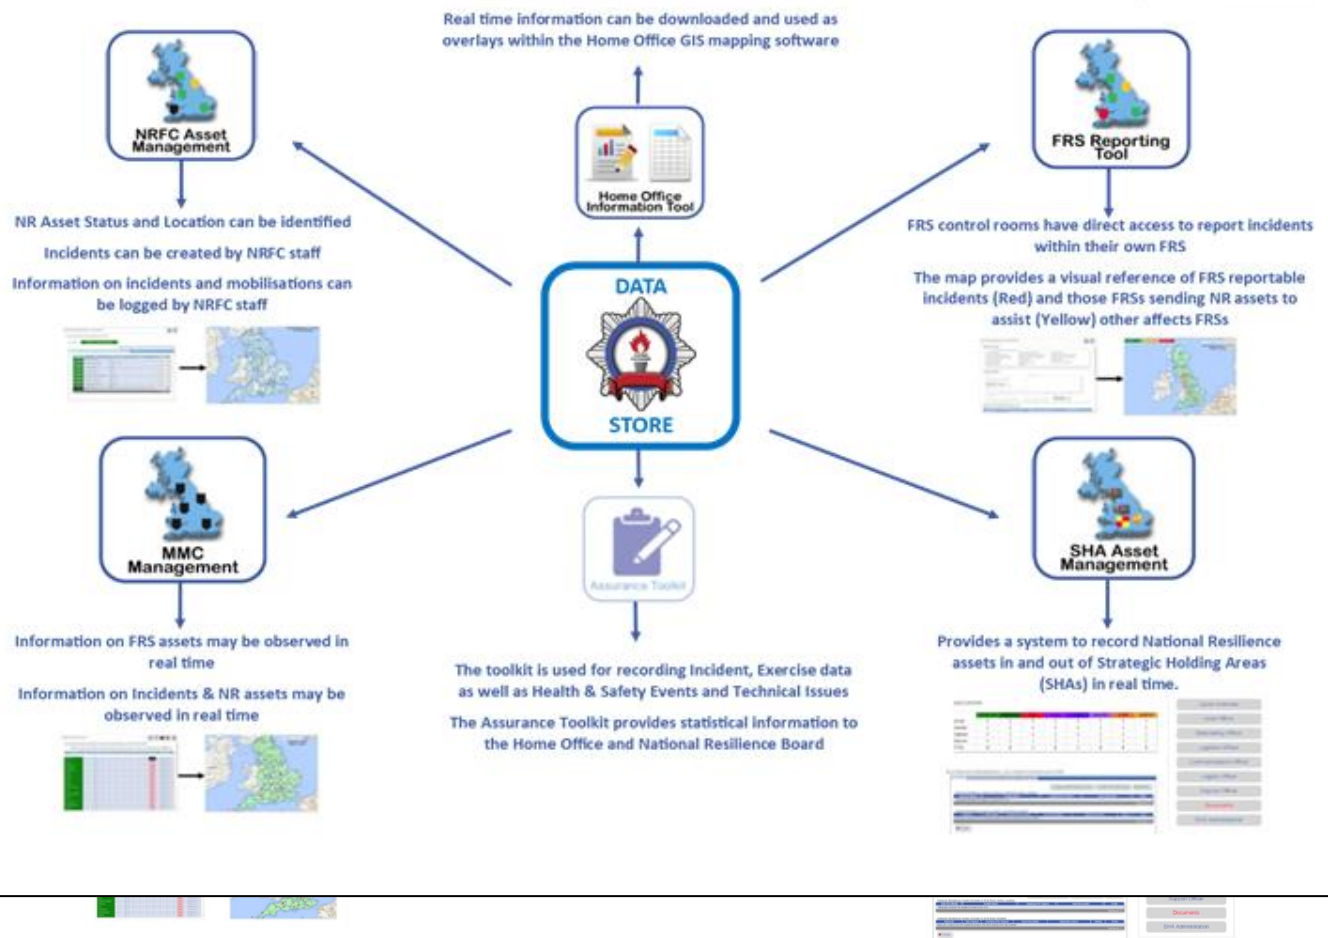 Real time information can be downloaded and used as
overlays within the Home Office GIS mapping software
NRFC Asset
Management
Home Office
Information Tool
FRS Reporting
Tool
NR Asset Status and Location can be identified
Incidents can be created by NRFC staff
Information on incidents and mobilisations can
be logged by NRFC staff
DATA
STORE
FRS control rooms have direct access to report incidents
within their own FRS
The map provides a visual reference of FRS reportable
incidents (Red) and those FRSs sending NR assets to
assist (Yellow) other affects FRSs
MMC
Management
Assurance Toolkit
SHA Asset
Management
Information on FRS assets may be observed in
real time
Information on Incidents & NR assets may be
observed in real time
The toolkit is used for recording Incident, Exercise data
as well as Health & Safety Events and Technical Issues
The Assurance Toolkit provides statistical information to
the Home Office and National Resilience Board
Provides a system to record National Resilience
assets in and out of Strategic Holding Areas
(SHAs) in real time.
Documents
Support Officer
Documents
SHA Administration